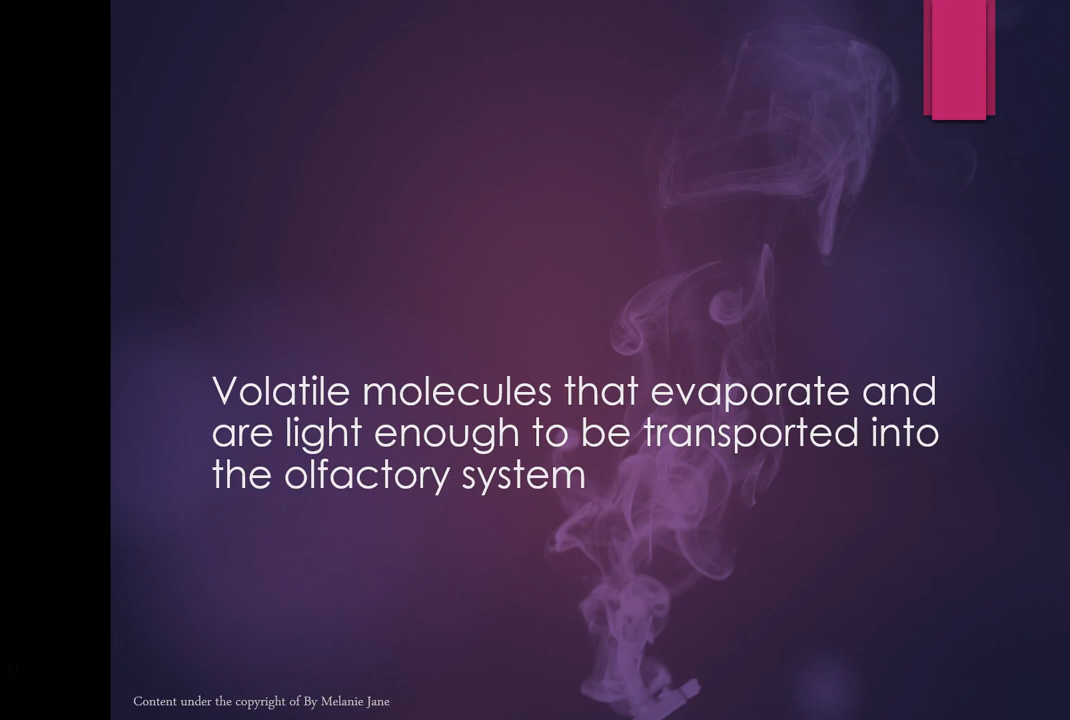 Volatile molecules that evaporate and
are light enough to be transported into
the olfactory system
Content under the copyright of By Melanie Jane